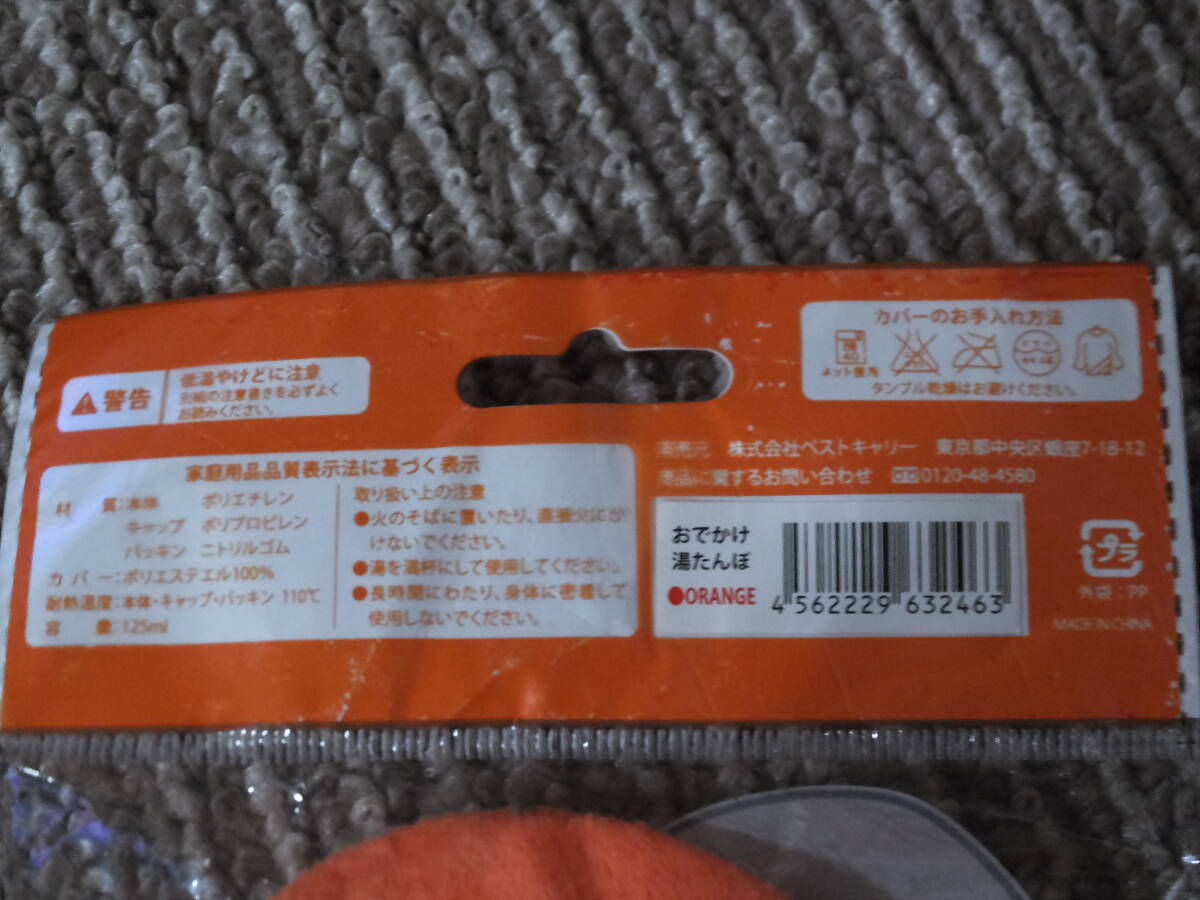 警告
低温やけどに注意
別紙の注意書きを必ずよく
お読みください。
カバーのお手入れ方法
40
ネット使用
タンブル乾燥はお避けください。
家庭用品品質表示法に基づく表示
材 質：本体 ポリエチレン
キャップ ポリプロピレン
パッキン ニトリルゴム
カバー：ポリエステエル100%
耐熱温度：本体・キャップ・パッキン 110℃
容 量：125ml
取り扱い上の注意
●火のそばに置いたり、直接火にか
けないでください。
●湯を満杯にして使用してください。
●長時間にわたり、身体に密着して
使用しないでください。
発売元 株式会社ベストキャリー 東京都中央区銀座7-18-12
商品に関するお問い合わせ 0120-48-4580
おでかけ
湯たんぽ
●ORANGE
4 562229 632463
プラ
外袋：PP
MADE IN CHINA